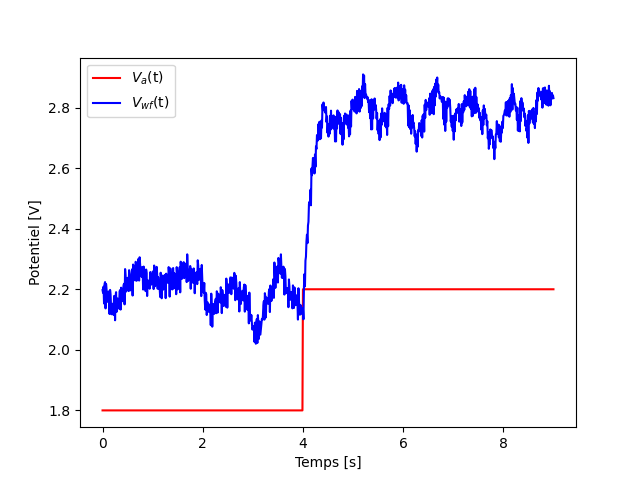 V_a(t)
V_wf(t)
Potentiel [V]
2.8
2.6
2.4
2.2
2.0
1.8
0 2 4 6 8
Temps [s]